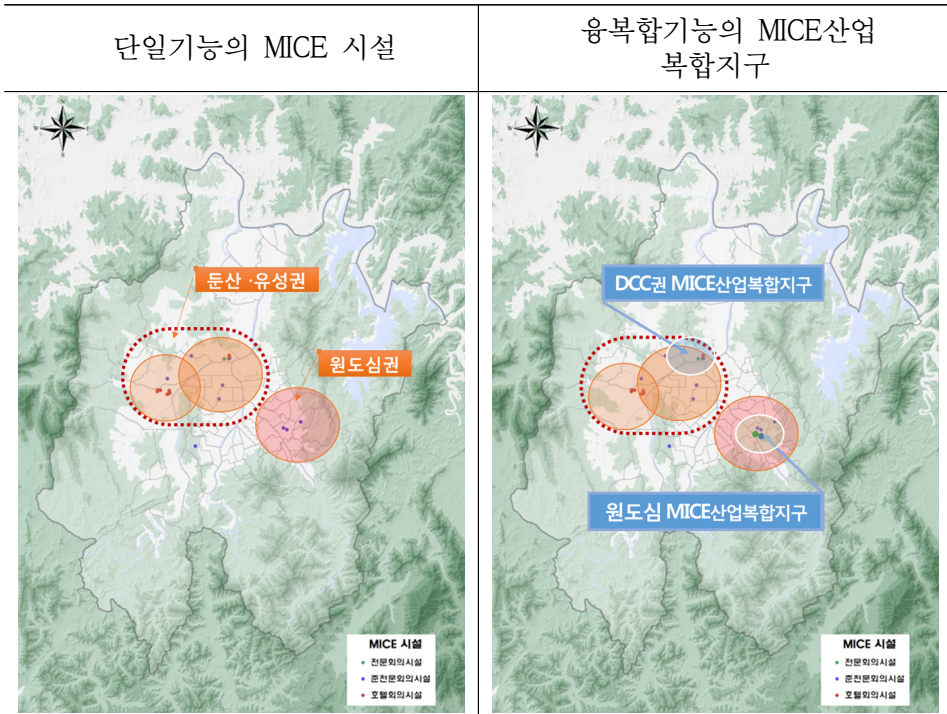 단일기능의 MICE 시설
융복합기능의 MICE산업
복합지구
N
W
E
S
둔산 ·유성권
원도심권
MICE 시설
전문회의시설
준전문회의시설
호텔회의시설
N
W
E
S
DCC권 MICE산업복합지구
원도심 MICE산업복합지구
MICE 시설
전문회의시설
준전문회의시설
호텔회의시설